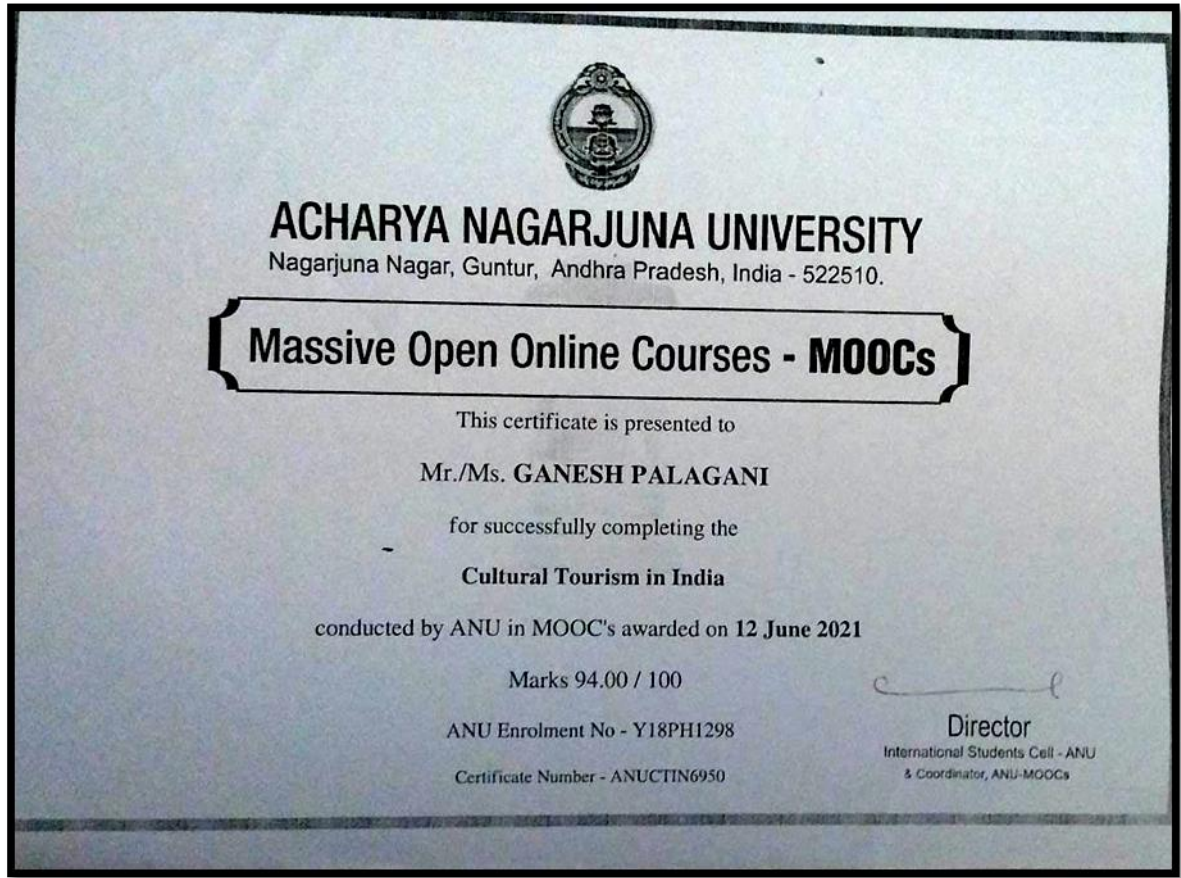 ACHARYA NAGARJUNA UNIVERSITY
Nagarjuna Nagar, Guntur, Andhra Pradesh, India - 522510.
Massive Open Online Courses - MOOCs
This certificate is presented to
Mr./Ms. GANESH PALAGANI
for successfully completing the
Cultural Tourism in India
conducted by ANU in MOOC's awarded on 12 June 2021
Marks 94.00 / 100
ANU Enrolment No - Y18PH1298
Certificate Number - ANUCTIN6950
Director
International Students Cell - ANU
& Coordinator, ANU-MOOCs